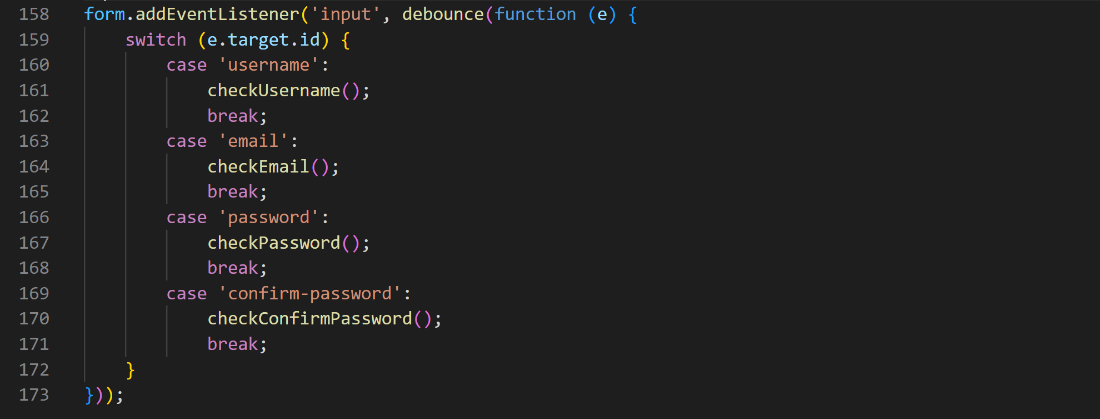 158 form.addEventListener('input', debounce(function (e) {
159     switch (e.target.id) {
160         case 'username':
161             checkUsername();
162             break;
163         case 'email':
164             checkEmail();
165             break;
166         case 'password':
167             checkPassword();
168             break;
169         case 'confirm-password':
170             checkConfirmPassword();
171             break;
172     }
173 }));